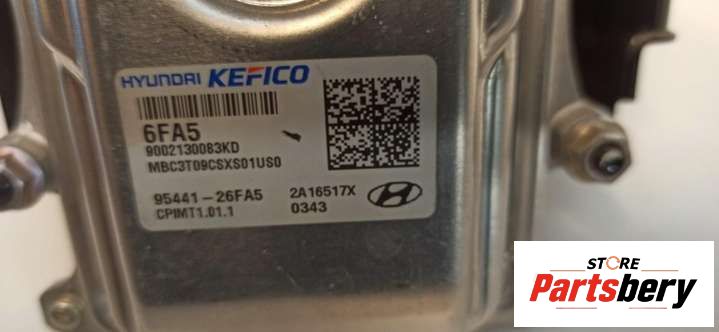 HYUNDAI KEFICO
6FA5
9002130083KD
MBC3T09CSXS01US0
95441-26FA5 2A16517X
CPIMT1.01.1 0343
STORE
Partsbery